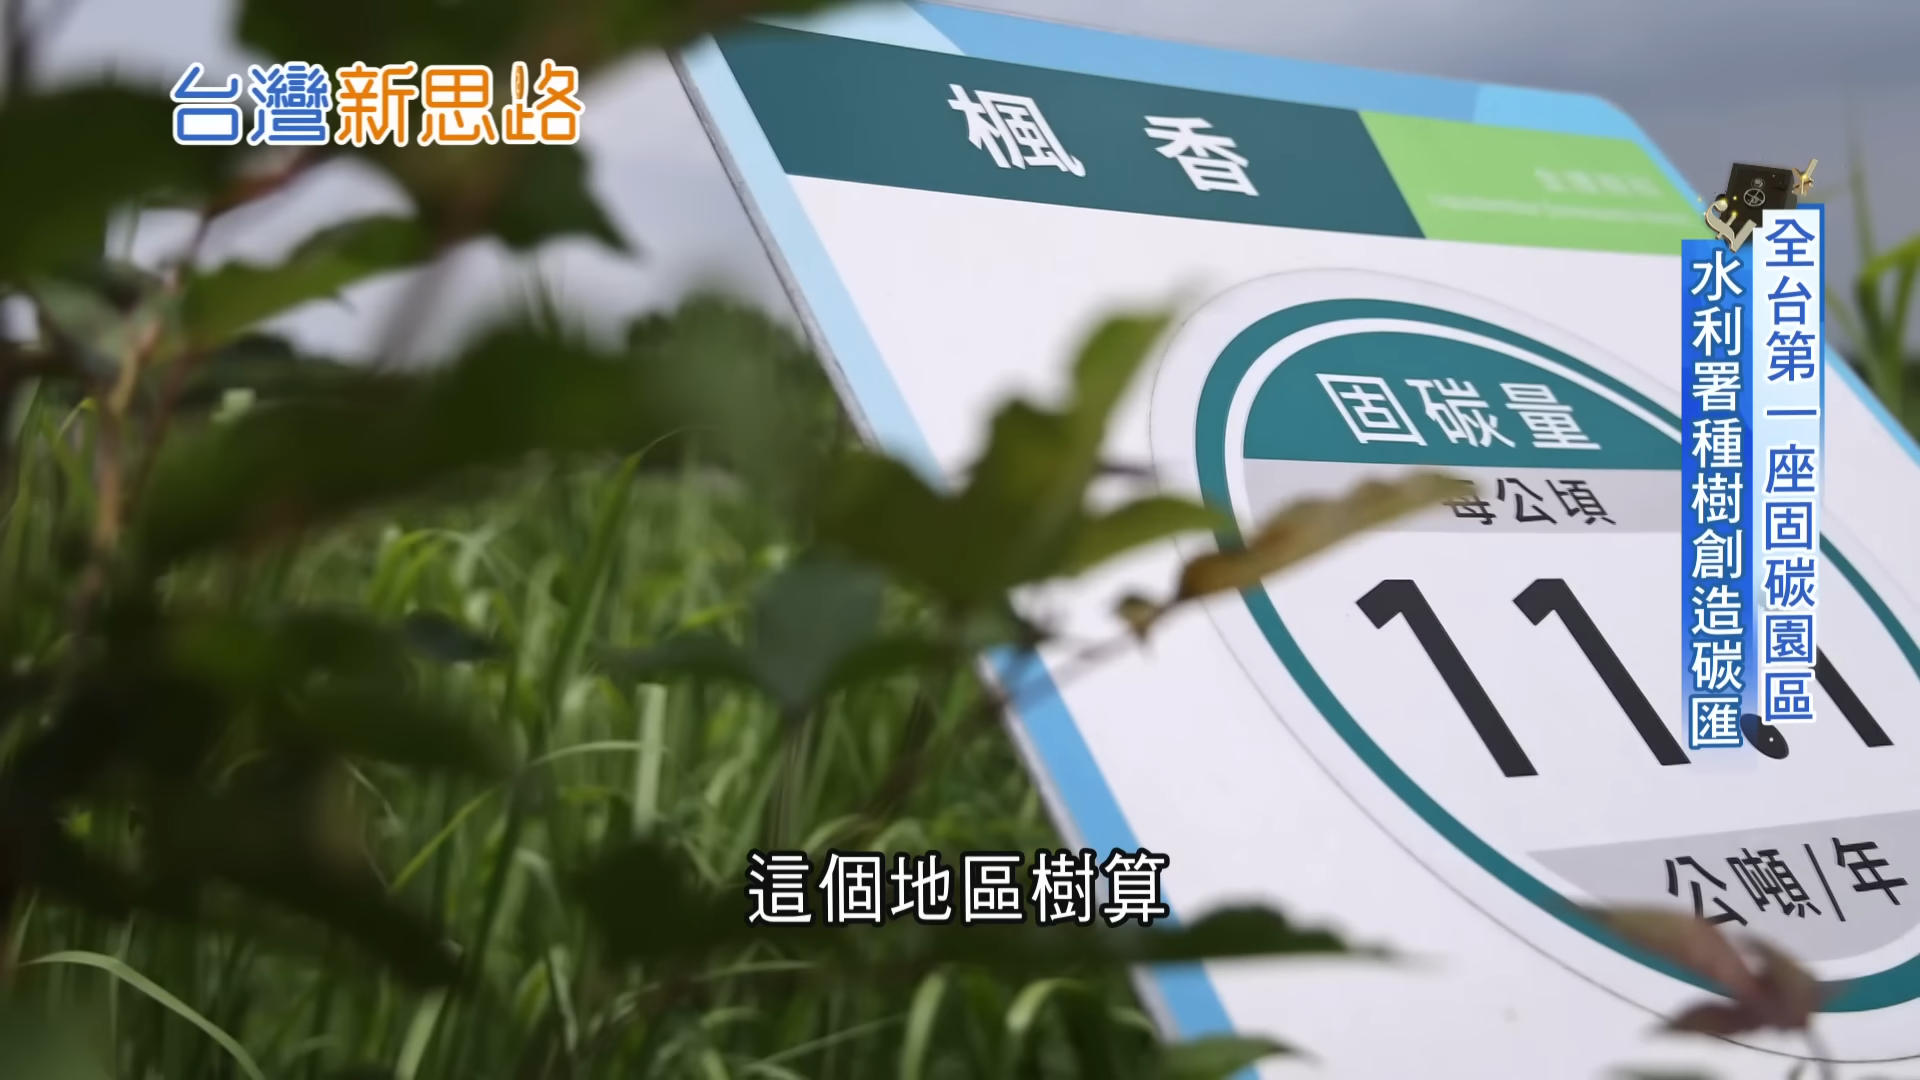 台灣新思路
楓香
固碳量
每公頃
11.1
公噸/年
全台第一座固碳園區
水利署種樹創造碳匯
這個地區樹算